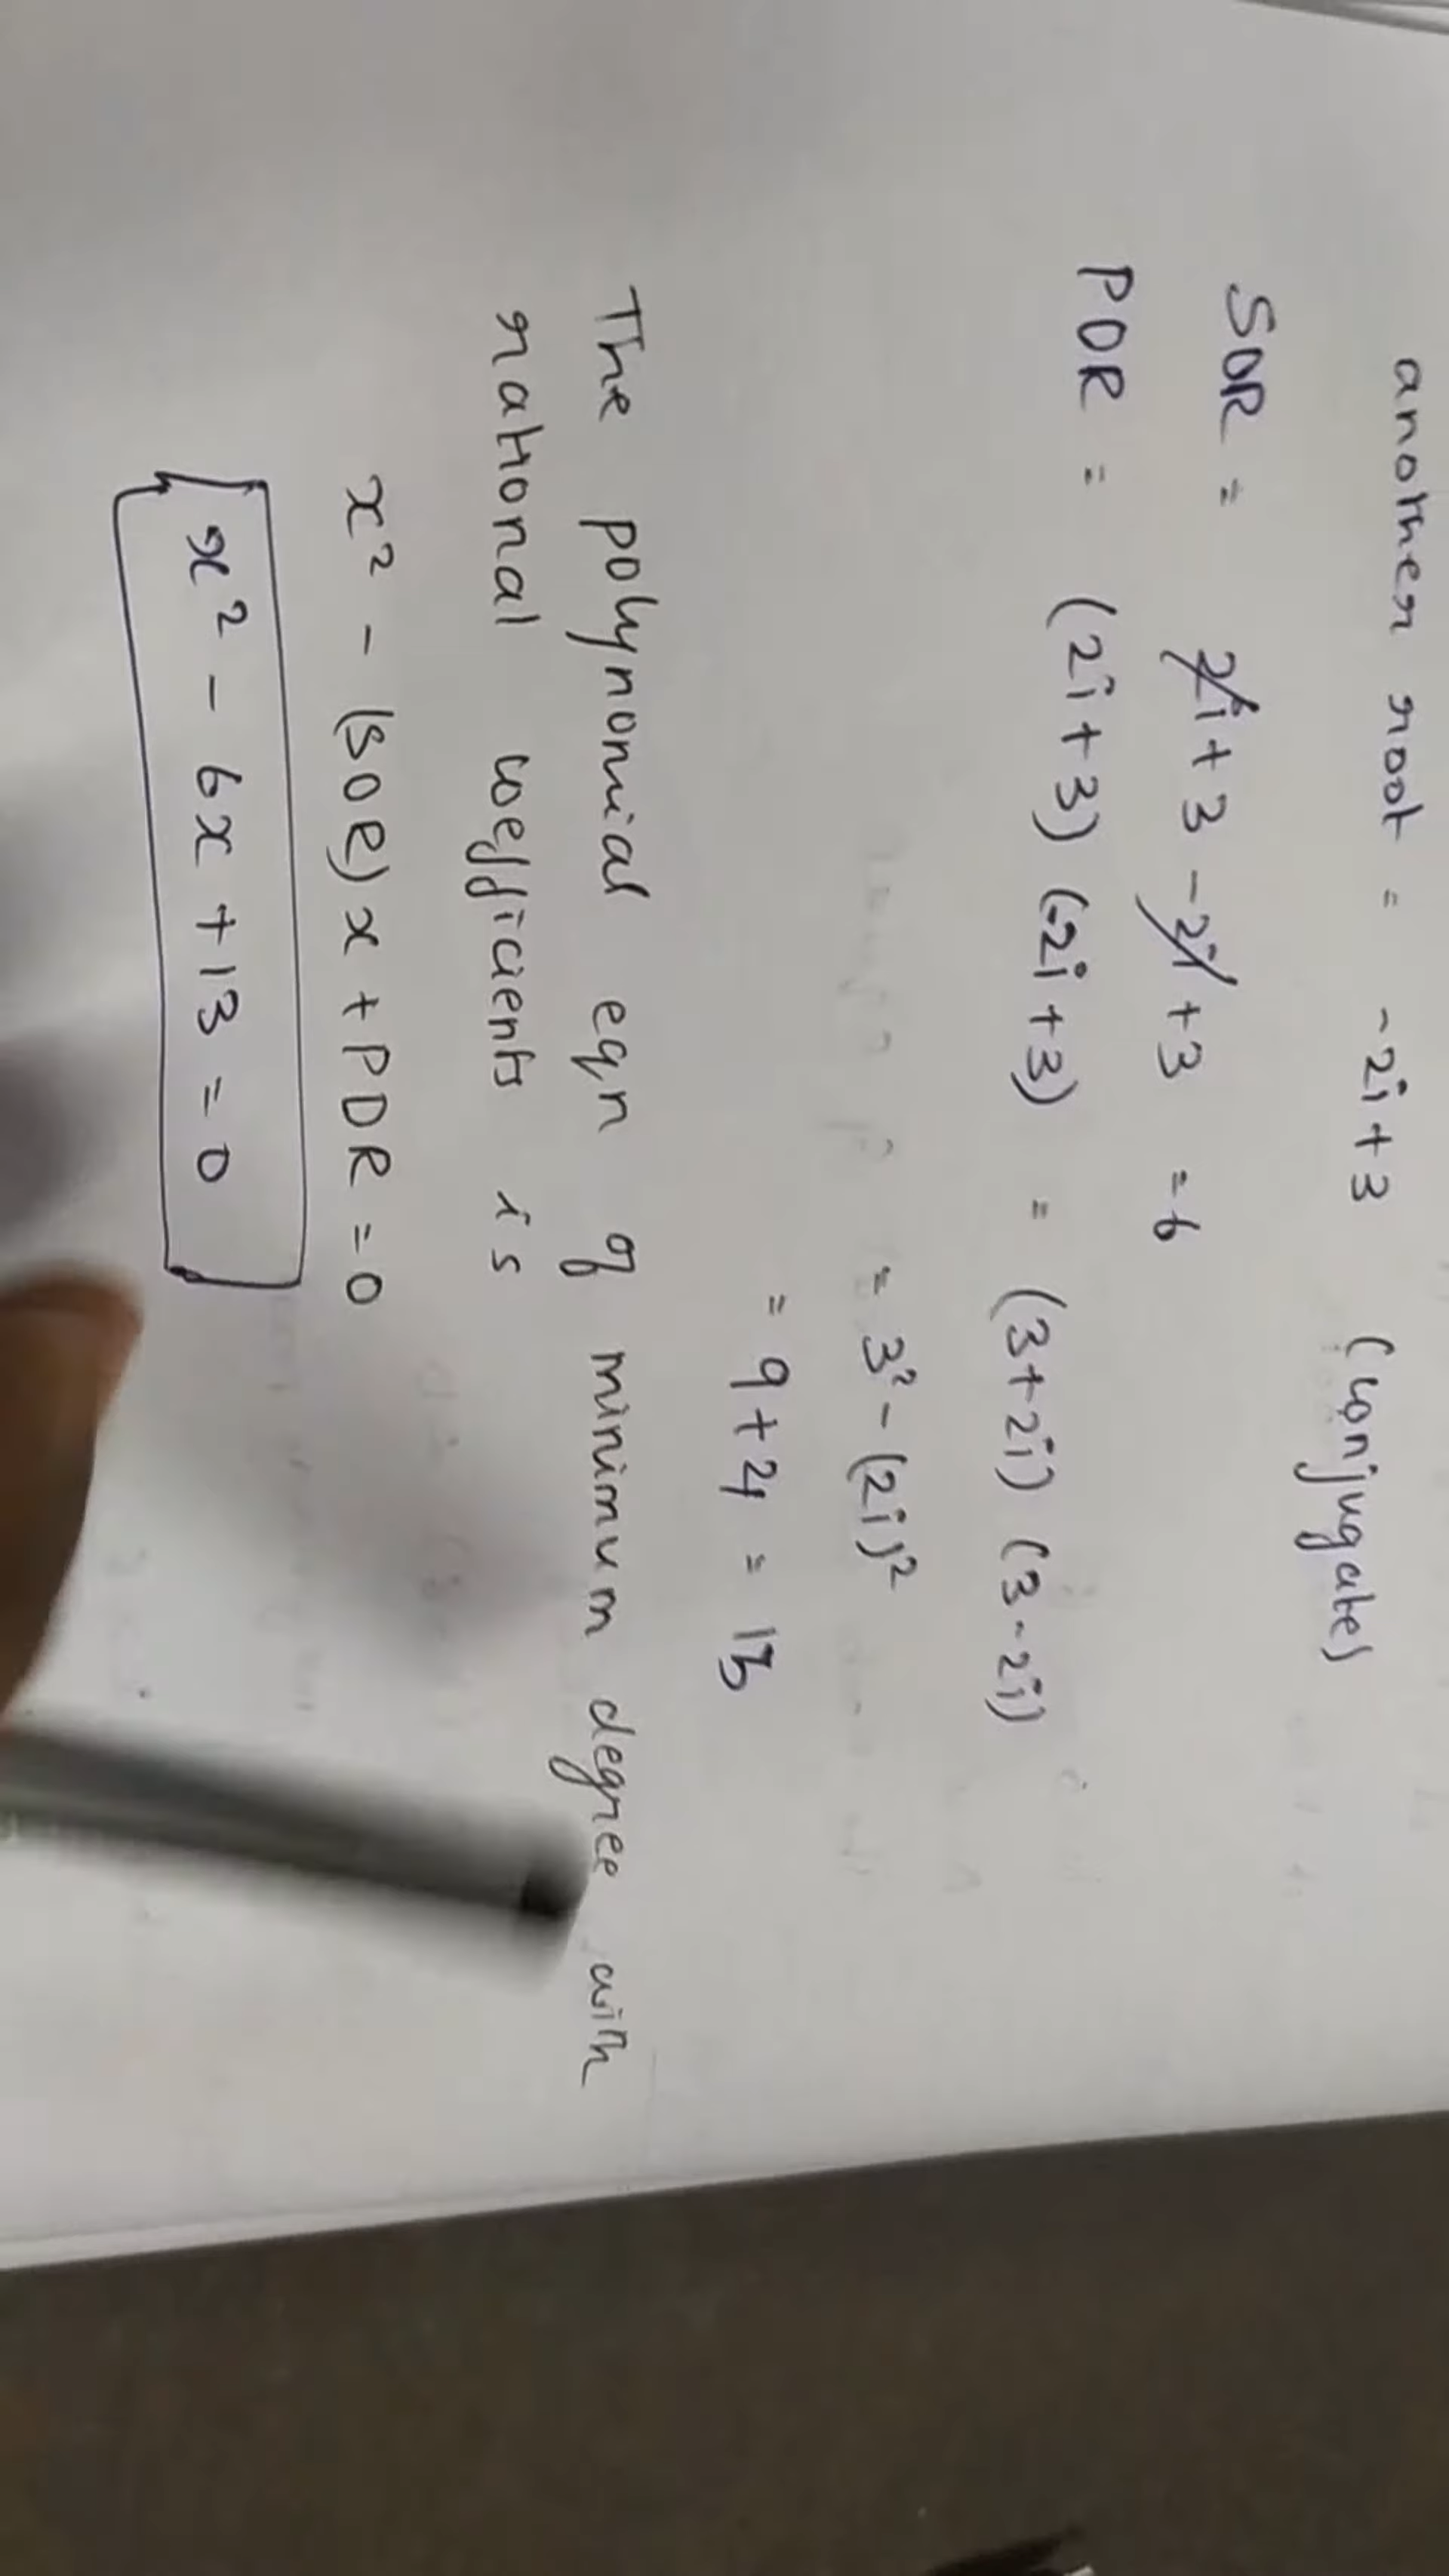 another root = -2i+3 (conjugates)
SOR = 2i+3-2i+3 = 6
POR = (2i+3) (-2i+3) = (3+2i) (3-2i)
= 3² - (2i)²
= 9+4 = 13
The polynomial eqn of minimum degree with
rational coefficients is
x² - (SOR)x + POR = 0
x² - 6x + 13 = 0